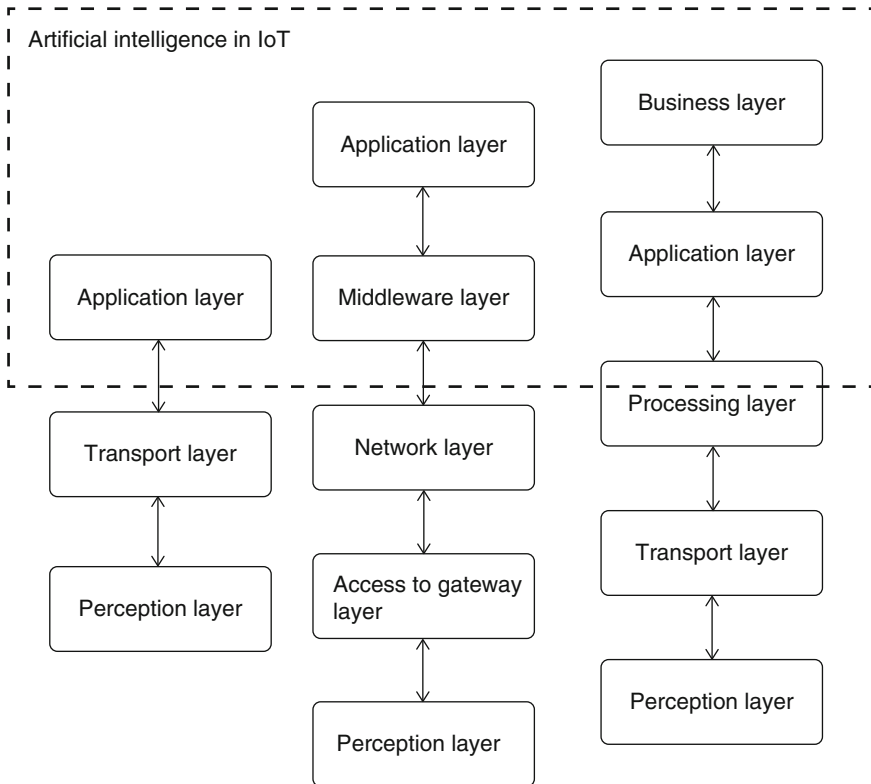 Artificial intelligence in IoT
Application layer
Transport layer
Perception layer
Application layer
Middleware layer
Network layer
Access to gateway
layer
Perception layer
Business layer
Application layer
Processing layer
Transport layer
Perception layer